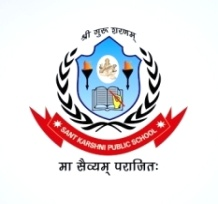 श्री गुरु शरणम्
SANT KARSHNI PUBLIC SCHOOL
मा सैव्यम् परानितः